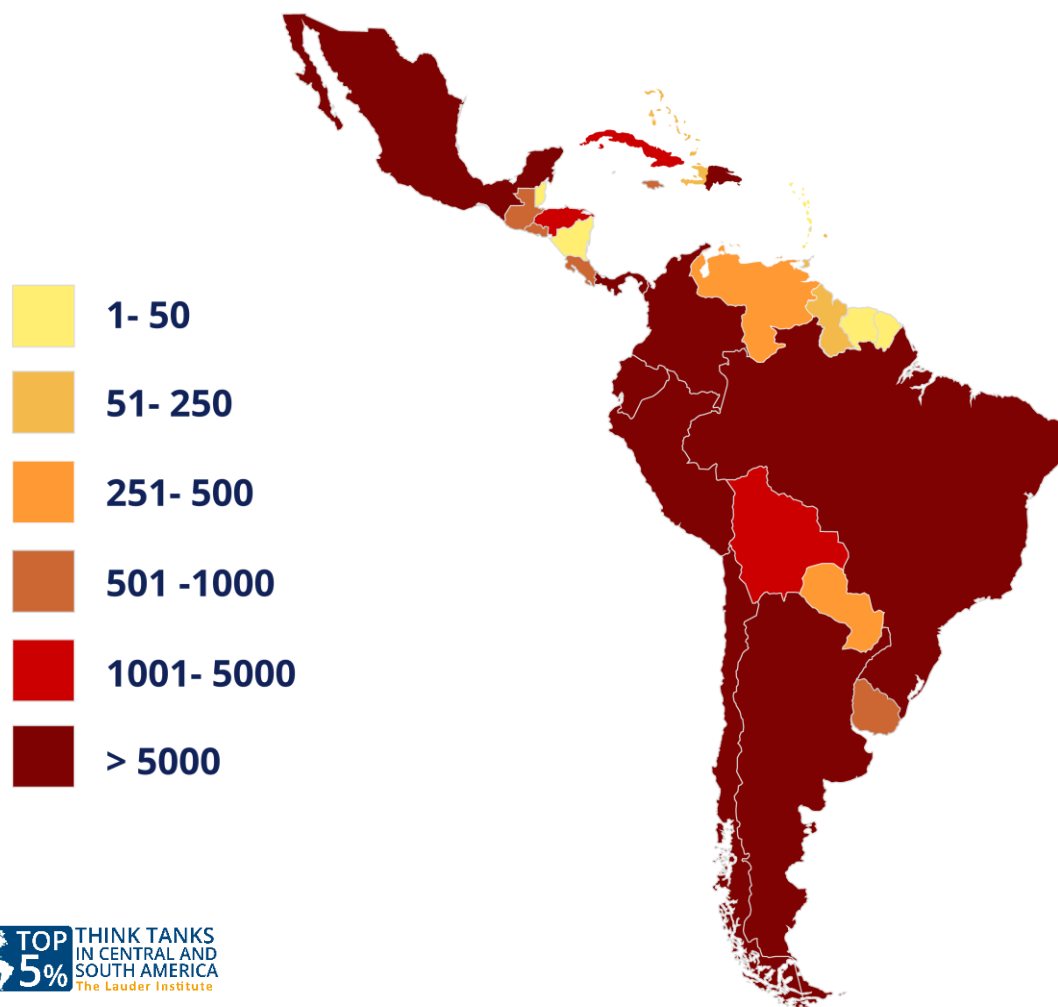 1- 50
51- 250
251- 500
501 -1000
1001- 5000
> 5000
TOP
5%
THINK TANKS
IN CENTRAL AND
SOUTH AMERICA
The Lauder Institute